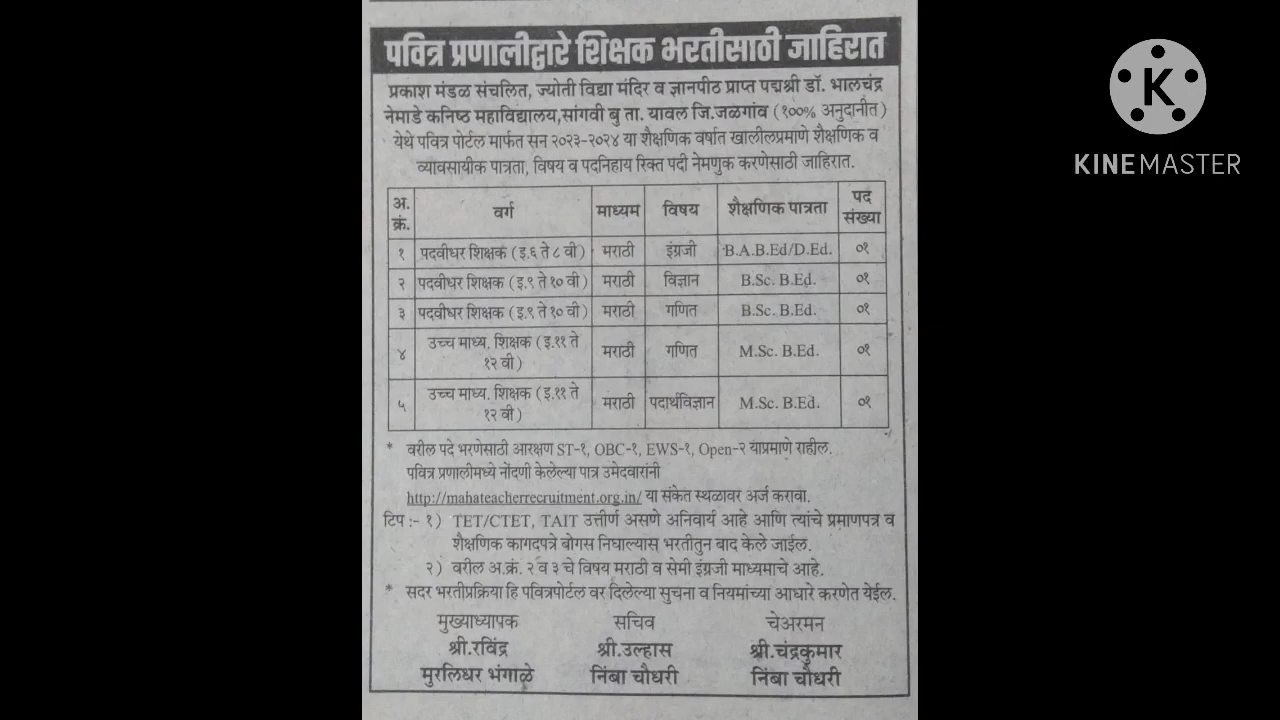 पवित्र प्रणालीद्वारे शिक्षक भरतीसाठी जाहिरात
प्रकाश मंडळ संचलित, ज्योती विद्या मंदिर व ज्ञानपीठ प्राप्त पद्मश्री डॉ. भालचंद्र
नेमाडे कनिष्ठ महाविद्यालय,सांगवी बु ता. यावल जि.जळगांव (१००% अनुदानीत)
येथे पवित्र पोर्टल मार्फत सन २०२३-२०२४ या शैक्षणिक वर्षात खालीलप्रमाणे शैक्षणिक व
व्यावसायीक पात्रता, विषय व पदनिहाय रिक्त पदी नेमणुक करणेसाठी जाहिरात.
अ. क्रं. वर्ग माध्यम विषय शैक्षणिक पात्रता पद संख्या
१ पदवीधर शिक्षक (इ.६ ते ८ वी) मराठी इंग्रजी B.A.B.Ed/D.Ed. ०१
२ पदवीधर शिक्षक (इ.९ ते १० वी) मराठी विज्ञान B.Sc. B.Ed. ०१
३ पदवीधर शिक्षक (इ.९ ते १० वी) मराठी गणित B.Sc. B.Ed. ०१
४ उच्च माध्य. शिक्षक (इ.११ ते १२ वी) मराठी गणित M.Sc. B.Ed. ०१
५ उच्च माध्य. शिक्षक (इ.११ ते १२ वी) मराठी पदार्थविज्ञान M.Sc. B.Ed. ०१
* वरील पदे भरणेसाठी आरक्षण ST-१, OBC-१, EWS-१, Open-२ याप्रमाणे राहील.
पवित्र प्रणालीमध्ये नोंदणी केलेल्या पात्र उमेदवारांनी
http://mahateacherrecruitment.org.in/ या संकेत स्थळावर अर्ज करावा.
टिप :- १) TET/CTET, TAIT उत्तीर्ण असणे अनिवार्य आहे आणि त्यांचे प्रमाणपत्र व
शैक्षणिक कागदपत्रे बोगस निघाल्यास भरतीतुन बाद केले जाईल.
२) वरील अ.क्रं. २ व ३ चे विषय मराठी व सेमी इंग्रजी माध्यमाचे आहे.
* सदर भरतीप्रक्रिया हि पवित्रपोर्टल वर दिलेल्या सुचना व नियमांच्या आधारे करणेत येईल.
मुख्याध्यापक सचिव चेअरमन
श्री.रविंद्र श्री.उल्हास श्री.चंद्रकुमार
मुरलिधर भंगाळे निंबा चौधरी निंबा चौधरी
K
KINEMASTER